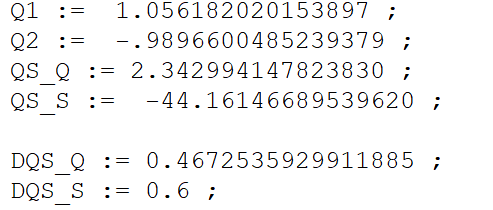 Q1 :=  1.056182020153897 ;
Q2 :=  -.9896600485239379 ;
QS_Q := 2.342994147823830 ;
QS_S :=  -44.16146689539620 ;

DQS_Q := 0.4672535929911885 ;
DQS_S := 0.6 ;